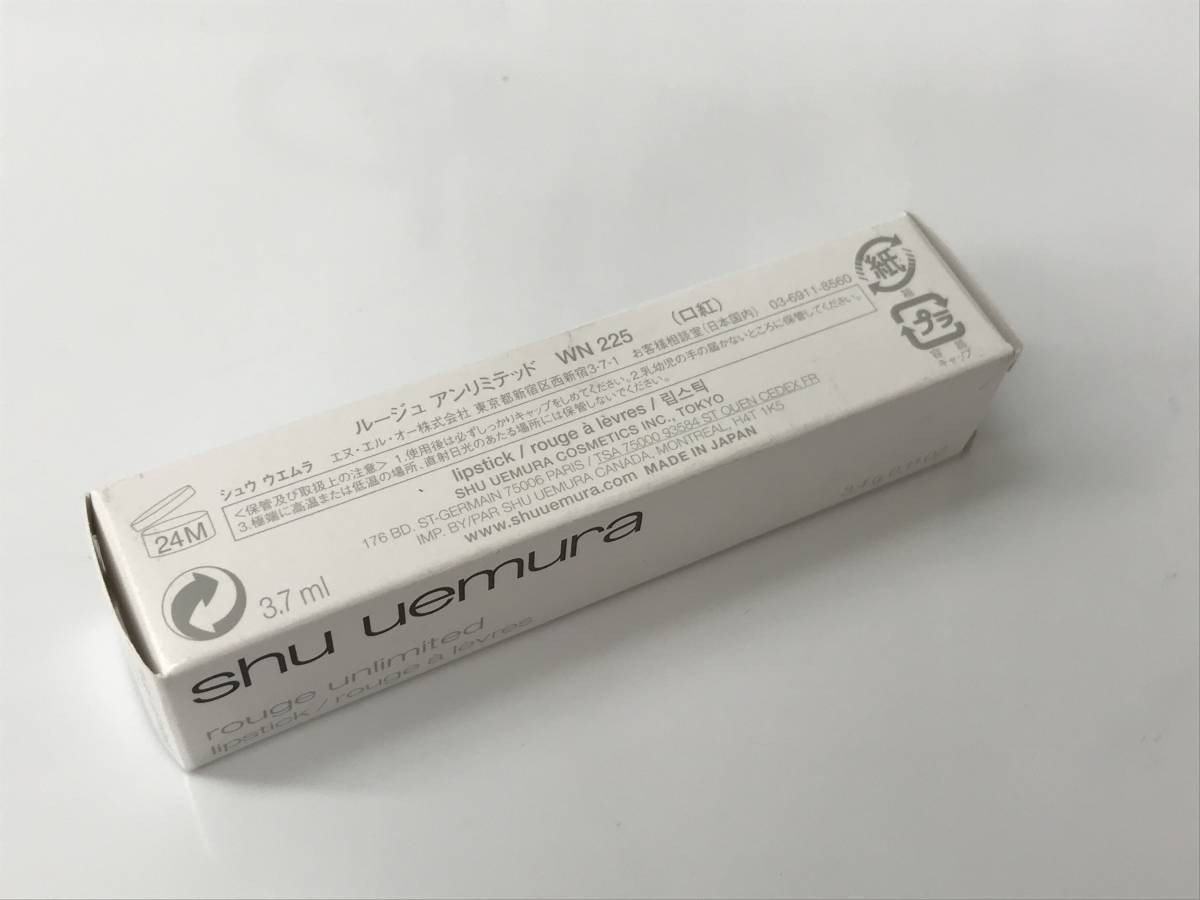 ルージュ アンリミテッド WN 225 (口紅)
シュウ ウエムラ エヌ・エル・オー株式会社 東京都新宿区西新宿3-7-1 お客様相談室(日本国内) 03-6911-8560
<保管及び取扱上の注意> 1.使用後は必ずしっかりキャップをしめてください。2.乳幼児の手の届かないところに保管してください。
3.極端に高温または低温の場所、直射日光のあたる場所には保管しないでください。
lipstick / rouge à lèvres / 립스틱
SHU UEMURA COSMETICS INC., TOKYO
176 BD. ST-GERMAIN 75006 PARIS / TSA 75000 93584 ST OUEN CEDEX FR
IMP. BY/PAR SHU UEMURA CANADA, MONTREAL, H4T 1K5
www.shuuemura.com MADE IN JAPAN
24M
3.7 ml
紙
箱
プラ
容器
キャップ
shu uemura
rouge unlimited
lipstick / rouge à lèvres